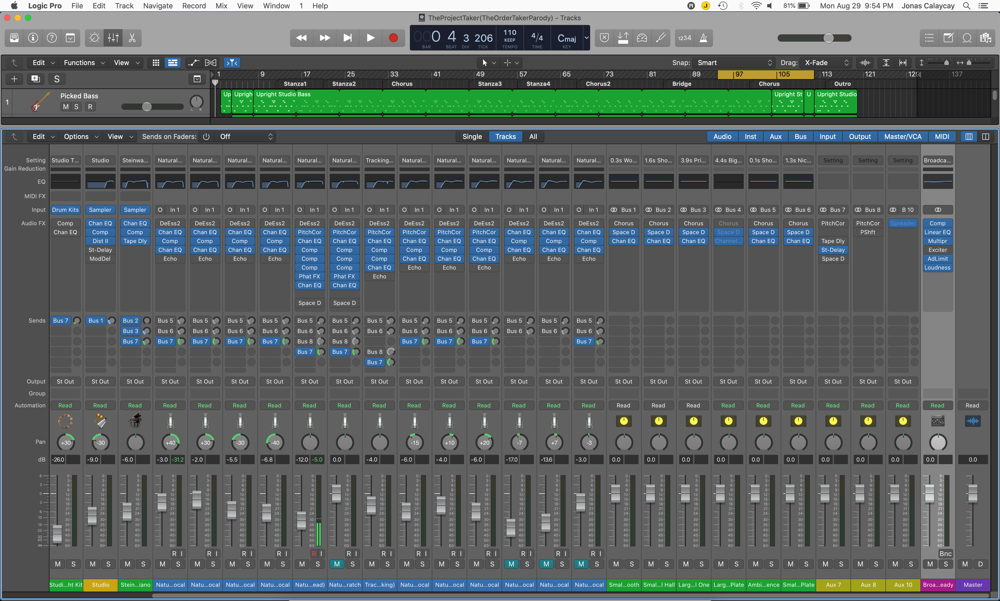 Logic Pro File Edit Track Navigate Record Mix View Window 1 Help 81% Mon Aug 29 9:54 PM Jonas Calaycay
TheProjectTaker(TheOrderTakerParody) - Tracks
000 4 3 206 110 KEEP 4/4 Cmaj 1234
BAR BEAT DIV TICK TEMPO TIME KEY
Edit Functions View Snap: Smart Drag: X-Fade
S 1 9 17 25 33 41 49 57 65 73 81 89 97 105 113 121 129 137
Stanza1 Stanza2 Chorus Stanza3 Stanza4 Chorus2 Bridge Chorus Outro
1 Picked Bass Up Uprigh Upright Studio Bass Upright St U Upright Studio
M S R L R
Edit Options View Sends on Faders: Off Single Tracks All Audio Inst Aux Bus Input Output Master/VCA MIDI
Setting Studio T... Studio Steinwa... Natural... Natural... Natural... Natural... Natural... Natural... Tracking... Natural... Natural... Natural... Natural... Natural... Natural... 0.3s Wo... 1.6s Sho... 3.9s Pri... 4.4s Big... 0.1s Sho... 1.3s Nic... Setting Setting Setting Broadca...
Gain Reduction
EQ
MIDI FX
Input Drum Kits Sampler Sampler In 1 In 1 In 1 In 1 In 1 In 1 In 1 In 1 In 1 In 1 In 1 In 1 In 1 Bus 1 Bus 2 Bus 3 Bus 4 Bus 5 Bus 6 Bus 7 Bus 8 B 10
Audio FX Comp Chan EQ Chan EQ DeEss2 DeEss2 DeEss2 DeEss2 DeEss2 DeEss2 DeEss2 DeEss2 DeEss2 DeEss2 DeEss2 DeEss2 DeEss2 Chorus Chorus Chorus Chorus Chorus Chorus PitchCor PitchCor Spreader Comp
Chan EQ Comp Comp Chan EQ Chan EQ Chan EQ Chan EQ PitchCor PitchCor PitchCor PitchCor PitchCor PitchCor Chan EQ Chan EQ Chan EQ Space D Space D Space D Space D Space D Space D PShft Linear EQ
Dist II Tape Dly Comp Comp Comp Comp Chan EQ Chan EQ Chan EQ Chan EQ Chan EQ Chan EQ Comp Comp Comp Chan EQ Chan EQ Chan EQ Channel... Chan EQ Chan EQ Tape Dly Multipr
St-Delay Chan EQ Chan EQ Chan EQ Chan EQ Comp Comp Comp Comp Comp Comp Chan EQ Chan EQ Chan EQ St-Delay Exciter
ModDel Echo Echo Echo Echo Comp Comp Comp Chan EQ Chan EQ Chan EQ Echo Echo Echo Space D AdLimit
Comp Comp Chan EQ Echo Echo Echo Loudness
Phat FX Phat FX Echo
Chan EQ Chan EQ
Space D Space D
Sends Bus 7 Bus 1 Bus 2 Bus 5 Bus 5 Bus 5 Bus 5 Bus 5 Bus 5 Bus 5 Bus 5 Bus 5 Bus 5 Bus 5 Bus 5 Bus 5
Bus 3 Bus 6 Bus 6 Bus 6 Bus 6 Bus 6 Bus 6 Bus 6 Bus 6 Bus 6 Bus 6 Bus 6 Bus 6 Bus 6
Bus 7 Bus 7 Bus 7 Bus 7 Bus 7 Bus 8 Bus 8 Bus 7 Bus 7 Bus 7 Bus 7
Bus 7 Bus 7 Bus 8
Bus 7
Output St Out St Out St Out St Out St Out St Out St Out St Out St Out St Out St Out St Out St Out St Out St Out St Out St Out St Out St Out St Out St Out St Out St Out St Out St Out
Group
Automation Read Read Read Read Read Read Read Read Read Read Read Read Read Read Read Read Read Read Read Read Read Read Read Read Read Read Read
Pan +30 -30 +40 +30 -30 -40 -15 +10 +20 -7 +7 -3
dB -26.0 -9.0 -6.0 -3.0 -31.2 -2.0 -5.5 -6.8 -12.0 -5.0 0.0 -4.0 -6.0 -4.0 -6.0 -17.0 -13.6 -3.0 0.0 0.0 0.0 0.0 0.0 0.0 0.0 0.0 0.0 0.0 0.0
R I R I R I R I R I R I R I R I R I R I R I R I R I Bnc
M S M S M S M S M S M S M S M S M S M S M S M S M S M S M S M S M S M S M S M S M S M S M S M S M S M S M D
Studi...ht Kit Studio Stein...iano Natu...ocal Natu...ocal Natu...ocal Natu...ocal Natu...ead) Natu...ratch Trac...king) Natu...ocal Natu...ocal Natu...ocal Natu...ocal Natu...ocal Natu...ocal Smal...ooth Smal...l Hall Larg...l One Larg...Plate Ambi...ence Smal...Plate Aux 7 Aux 8 Aux 10 Broa...eady Master